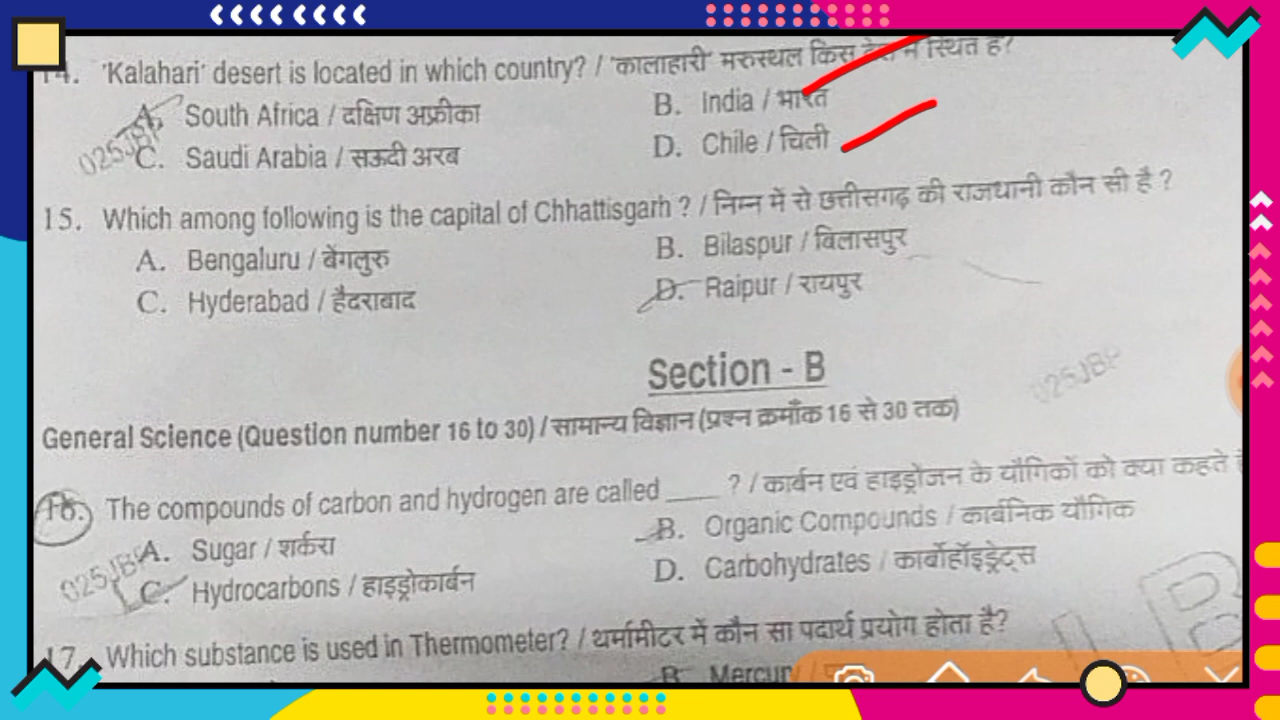 14. 'Kalahari' desert is located in which country? / 'कालाहारी' मरुस्थल किस देश में स्थित है?
A. South Africa / दक्षिण अफ्रीका B. India / भारत
C. Saudi Arabia / सऊदी अरब D. Chile / चिली
15. Which among following is the capital of Chhattisgarh ? / निम्न में से छत्तीसगढ़ की राजधानी कौन सी है ?
A. Bengaluru / बेंगलुरु B. Bilaspur / बिलासपुर
C. Hyderabad / हैदराबाद D. Raipur / रायपुर
Section - B
General Science (Question number 16 to 30) / सामान्य विज्ञान (प्रश्न क्रमाँक 16 से 30 तक)
16. The compounds of carbon and hydrogen are called ____ ? / कार्बन एवं हाइड्रोजन के यौगिकों को क्या कहते
A. Sugar / शर्करा B. Organic Compounds / कार्बनिक यौगिक
C. Hydrocarbons / हाइड्रोकार्बन D. Carbohydrates / कार्बोहॉइड्रेट्स
17. Which substance is used in Thermometer? / थर्मामीटर में कौन सा पदार्थ प्रयोग होता है?
B Mercury /